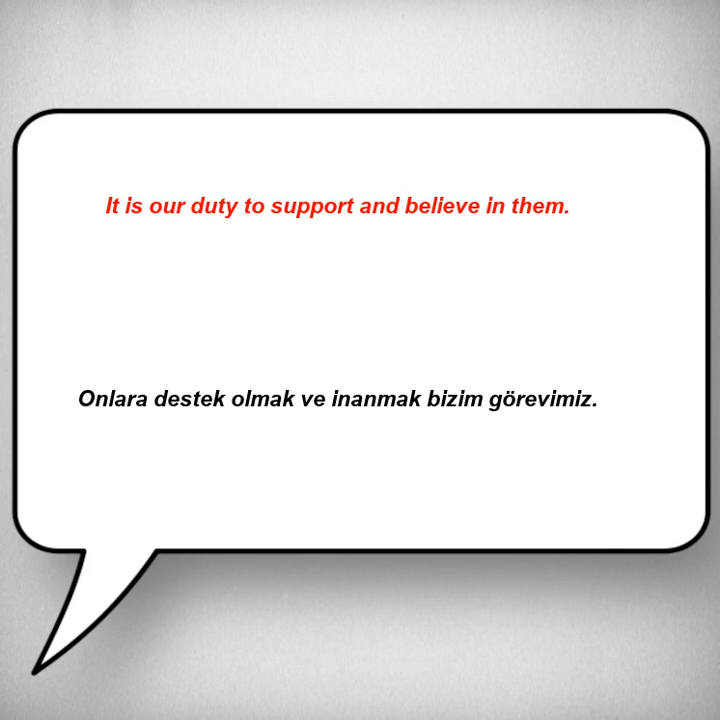 It is our duty to support and believe in them.
Onlara destek olmak ve inanmak bizim görevimiz.